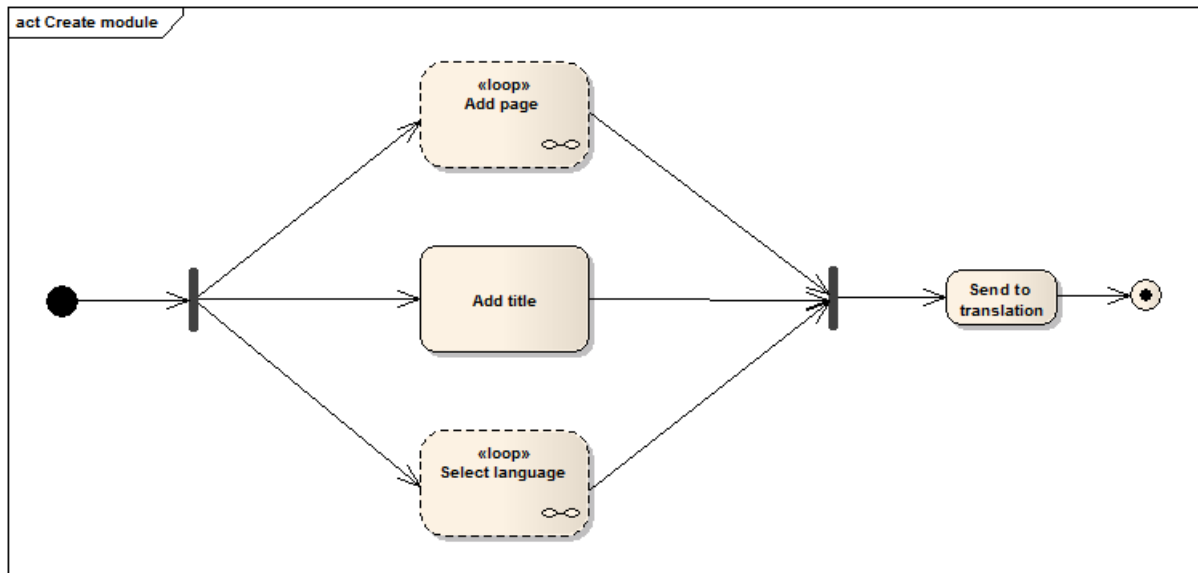 act Create module
«loop»
Add page
Add title
«loop»
Select language
Send to
translation